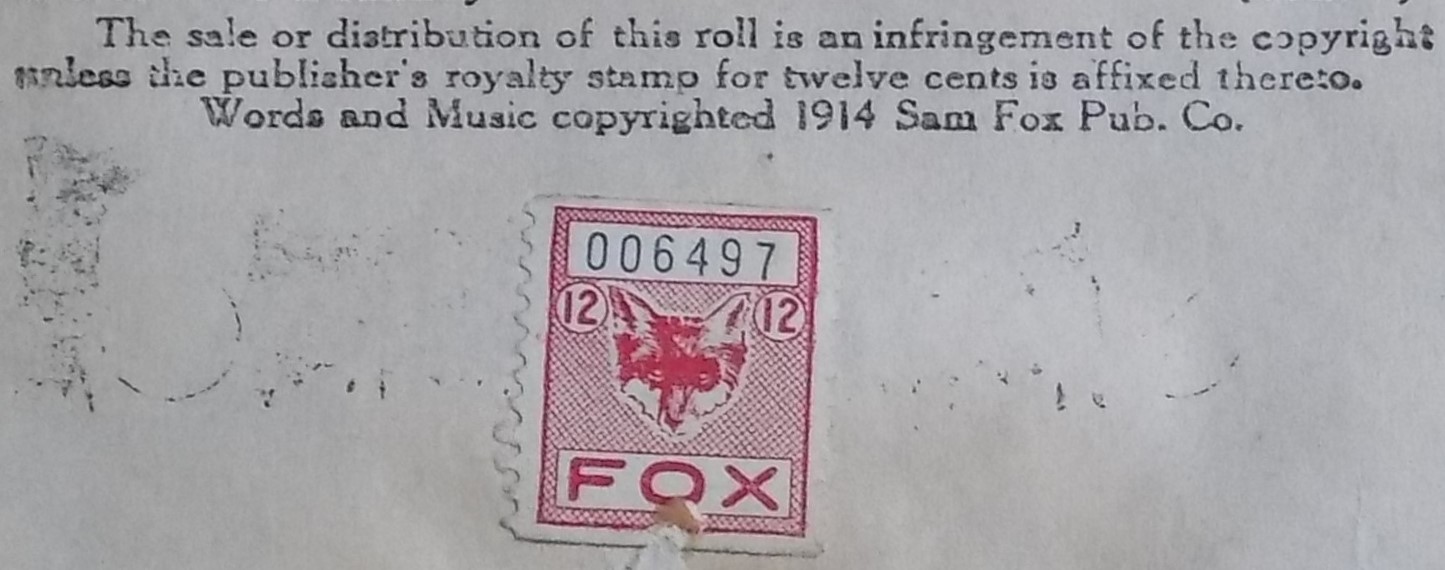 The sale or distribution of this roll is an infringement of the copyright
unless the publisher's royalty stamp for twelve cents is affixed thereto.
Words and Music copyrighted 1914 Sam Fox Pub. Co.
006497
12 12
FOX